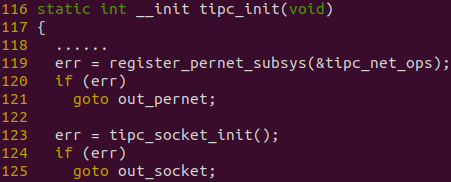 116 static int __init tipc_init(void)
117 {
118   ......
119   err = register_pernet_subsys(&tipc_net_ops);
120   if (err)
121     goto out_pernet;
122
123   err = tipc_socket_init();
124   if (err)
125     goto out_socket;